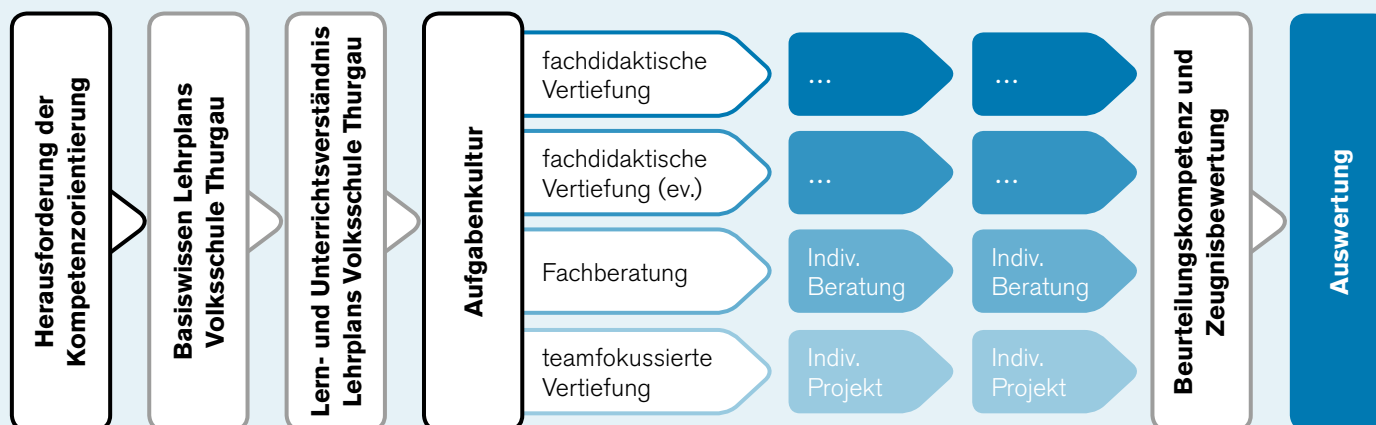 Herausforderung der
Kompetenzorientierung
Basiswissen Lehrplans
Volksschule Thurgau
Lern- und Unterrichtsverständnis
Lehrplans Volksschule Thurgau
Aufgabenkultur
fachdidaktische
Vertiefung
...
...
fachdidaktische
Vertiefung (ev.)
...
...
Fachberatung
Indiv.
Beratung
Indiv.
Beratung
teamfokussierte
Vertiefung
Indiv.
Projekt
Indiv.
Projekt
Beurteilungskompetenz und
Zeugnisbewertung
Auswertung